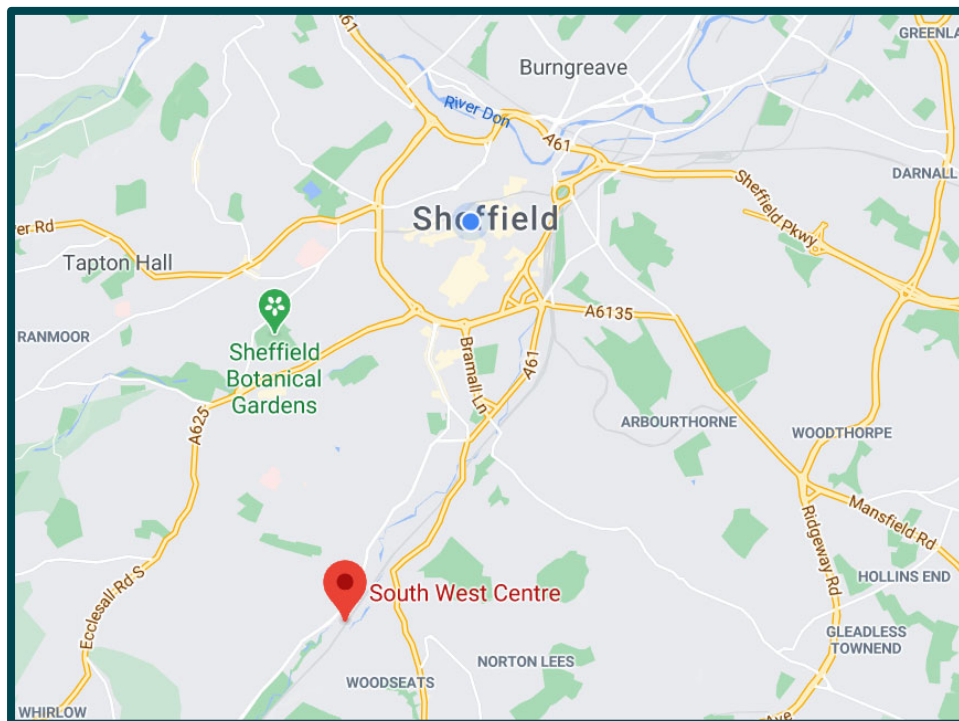 A61
GREENLA
Burngreave
River Don
A61
DARNALL
Sheffield Pkwy
Sheffield
er Rd
Tapton Hall
A6135
RANMOOR
Sheffield
Botanical
Gardens
Bramall Ln
A61
A625
ARBOURTHORNE
WOODTHORPE
Mansfield Rd
Ridgeway Rd
South West Centre
HOLLINS END
Ecclesall Rd S
GLEADLESS
TOWNEND
NORTON LEES
WOODSEATS
WHIRLOW
Ave